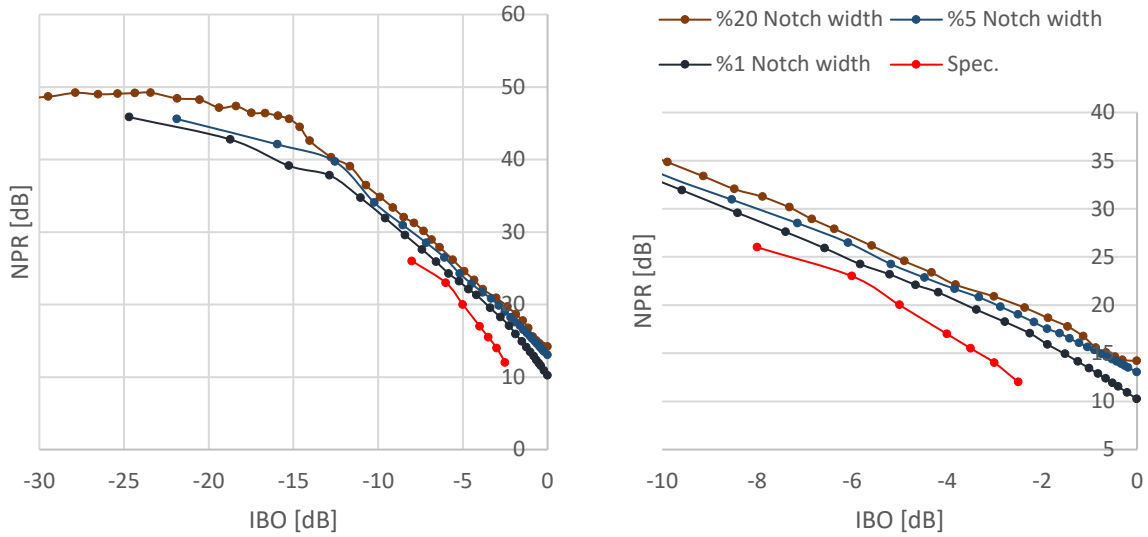 %20 Notch width
%5 Notch width
%1 Notch width
Spec.
60
50
40
30
20
10
0
NPR [dB]
-30 -25 -20 -15 -10 -5 0
IBO [dB]
40
35
30
25
20
15
10
5
NPR [dB]
-10 -8 -6 -4 -2 0
IBO [dB]